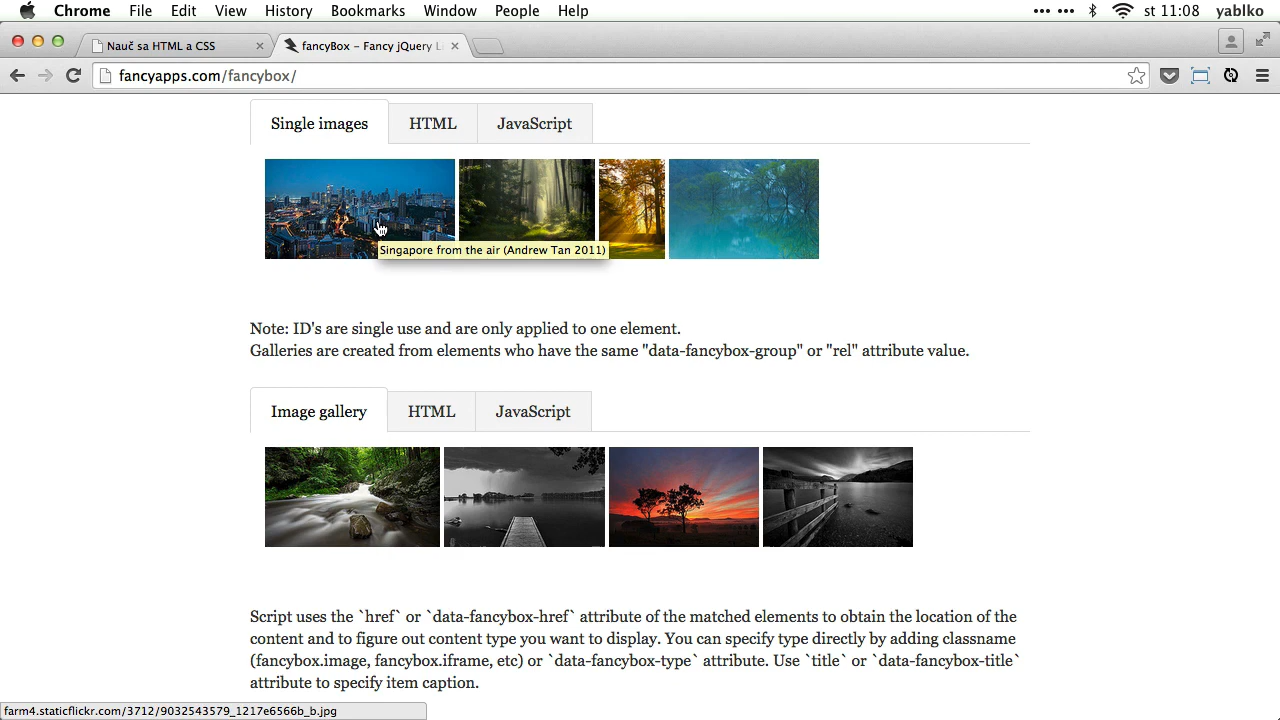 Chrome File Edit View History Bookmarks Window People Help st 11:08 yablko
Nauč sa HTML a CSS
fancyBox – Fancy jQuery Li
fancyapps.com/fancybox/
Single images HTML JavaScript
Singapore from the air (Andrew Tan 2011)
Note: ID's are single use and are only applied to one element.
Galleries are created from elements who have the same "data-fancybox-group" or "rel" attribute value.
Image gallery HTML JavaScript
Script uses the `href` or `data-fancybox-href` attribute of the matched elements to obtain the location of the
content and to figure out content type you want to display. You can specify type directly by adding classname
(fancybox.image, fancybox.iframe, etc) or `data-fancybox-type` attribute. Use `title` or `data-fancybox-title`
attribute to specify item caption.
farm4.staticflickr.com/3712/9032543579_1217e6566b_b.jpg